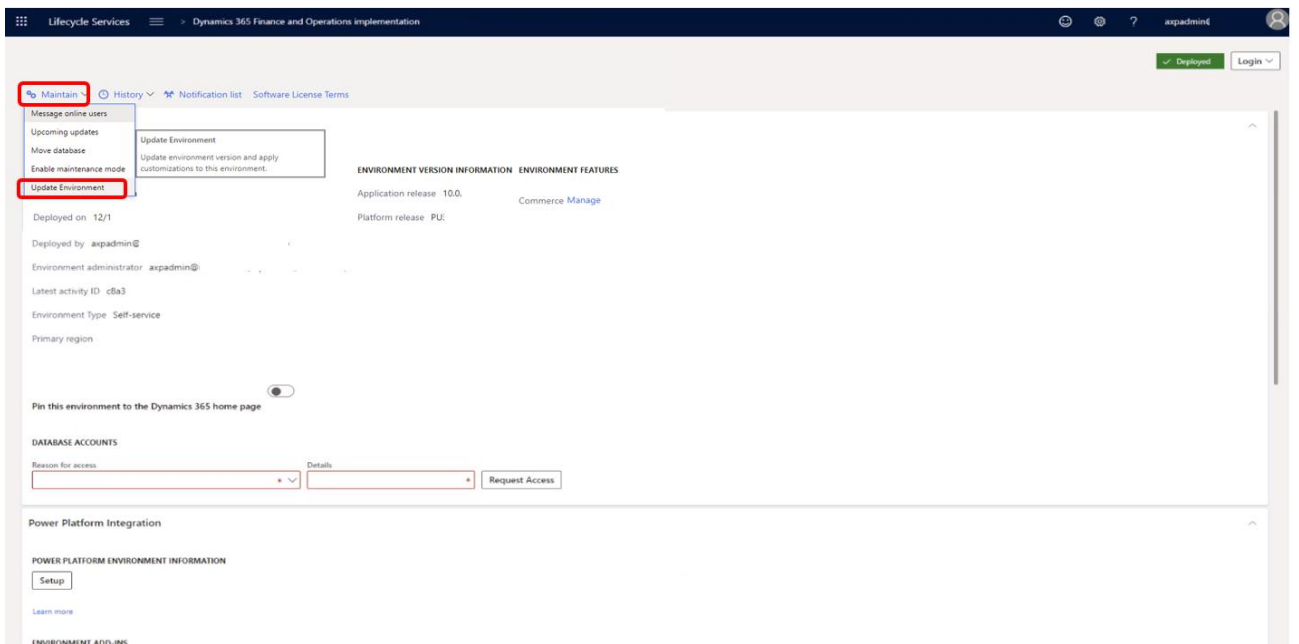 Lifecycle Services > Dynamics 365 Finance and Operations implementation ? axpadmin(
Deployed Login
Maintain History Notification list Software License Terms
Message online users
Upcoming updates
Move database
Enable maintenance mode
Update Environment
Update Environment
Update environment version and apply
customizations to this environment.
ENVIRONMENT VERSION INFORMATION ENVIRONMENT FEATURES
Application release 10.0.
Commerce Manage
Deployed on 12/1
Platform release PU:
Deployed by axpadmin@
Environment administrator axpadmin@
Latest activity ID c8a3
Environment Type Self-service
Primary region
Pin this environment to the Dynamics 365 home page
DATABASE ACCOUNTS
Reason for access
Details
* * Request Access
Power Platform Integration
POWER PLATFORM ENVIRONMENT INFORMATION
Setup
Learn more
ENVIRONMENT ADD-INS